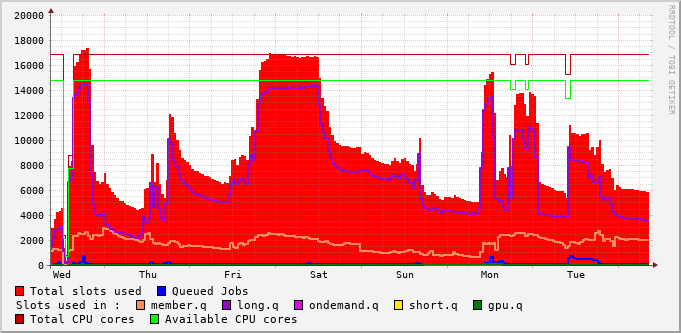 RRDTOOL / TOBI OETIKER
20000
18000
16000
14000
12000
10000
8000
6000
4000
2000
0
Wed Thu Fri Sat Sun Mon Tue
Total slots used Queued Jobs
Slots used in : member.q long.q ondemand.q short.q gpu.q
Total CPU cores Available CPU cores